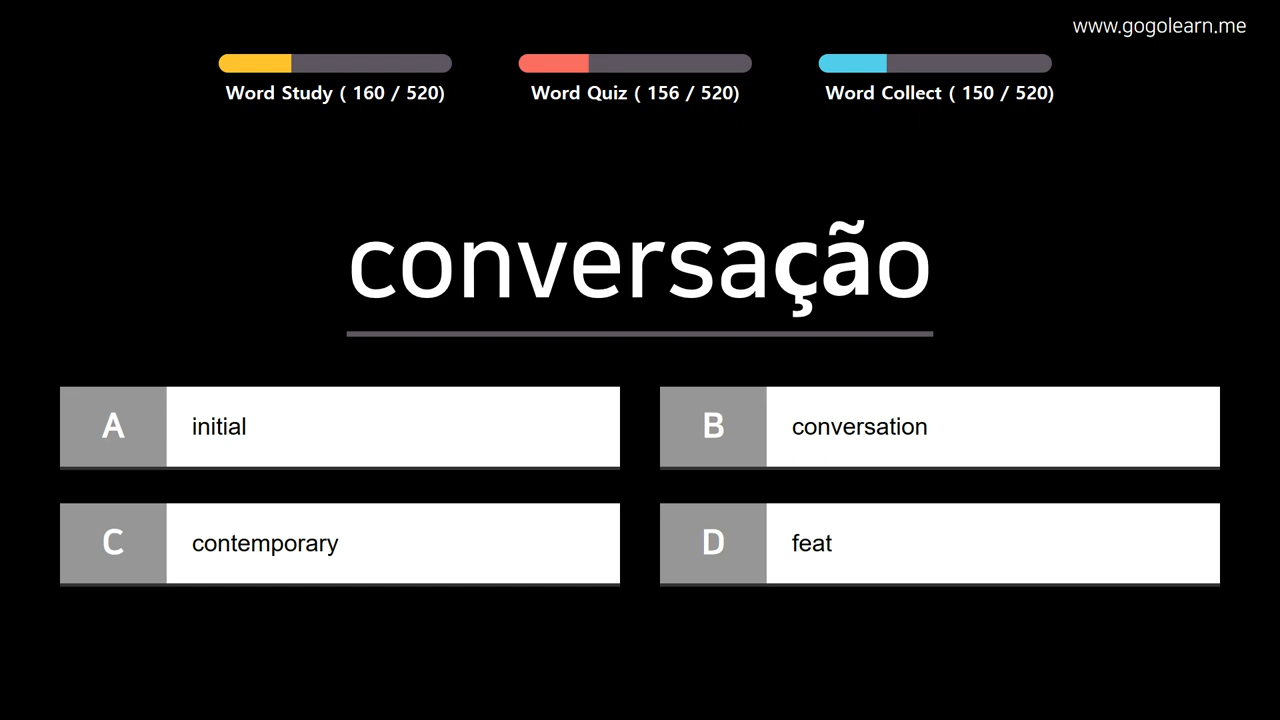 www.gogolearn.me
Word Study ( 160 / 520)
Word Quiz ( 156 / 520)
Word Collect ( 150 / 520)
conversação
A initial
B conversation
C contemporary
D feat